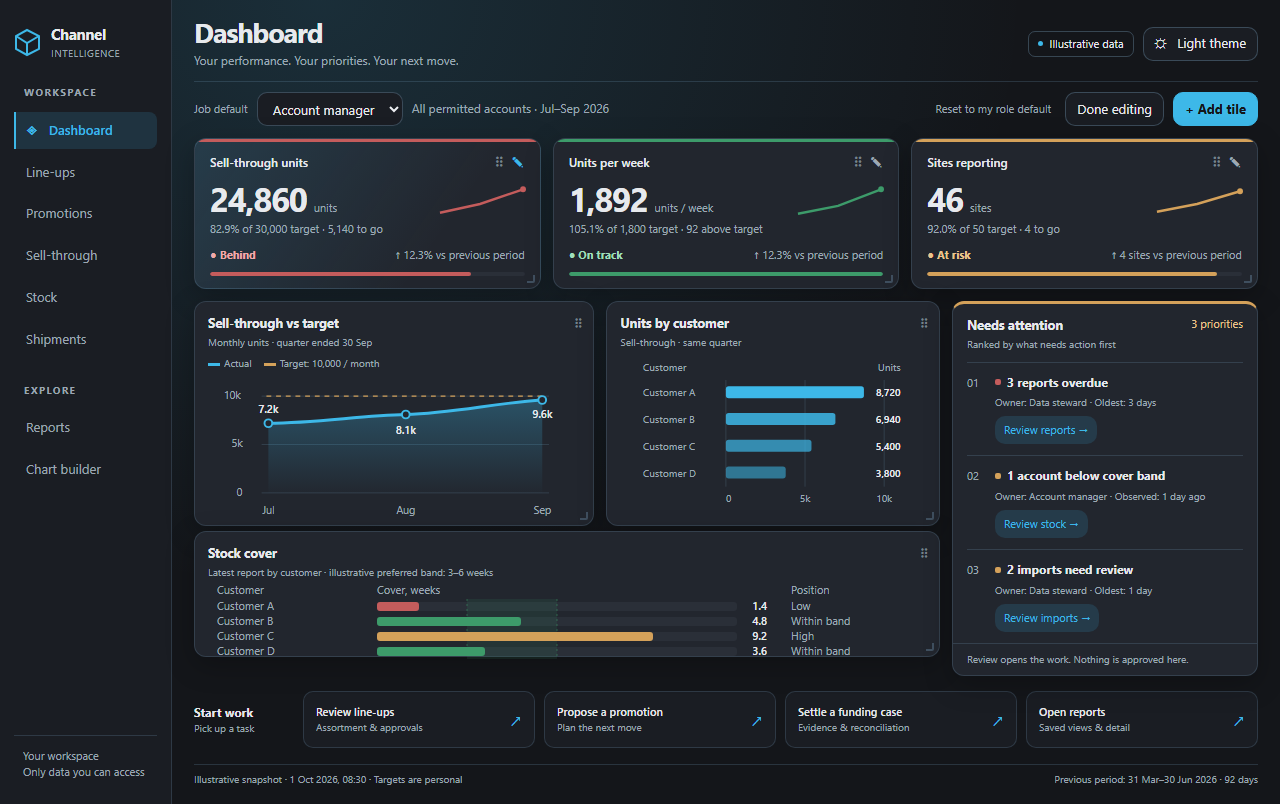 Channel
INTELLIGENCE
WORKSPACE
Dashboard
Line-ups
Promotions
Sell-through
Stock
Shipments
EXPLORE
Reports
Chart builder
Your workspace
Only data you can access
Dashboard
Your performance. Your priorities. Your next move.
Illustrative data
Light theme
Job default
Account manager
All permitted accounts · Jul–Sep 2026
Reset to my role default
Done editing
+ Add tile
Sell-through units
24,860 units
82.9% of 30,000 target · 5,140 to go
● Behind
↑ 12.3% vs previous period
Units per week
1,892 units / week
105.1% of 1,800 target · 92 above target
● On track
↑ 12.3% vs previous period
Sites reporting
46 sites
92.0% of 50 target · 4 to go
● At risk
↑ 4 sites vs previous period
Sell-through vs target
Monthly units · quarter ended 30 Sep
Actual
Target: 10,000 / month
10k
7.2k
9.6k
8.1k
5k
0
Jul
Aug
Sep
Units by customer
Sell-through · same quarter
Customer
Units
Customer A
8,720
Customer B
6,940
Customer C
5,400
Customer D
3,800
0
5k
10k
Needs attention
3 priorities
Ranked by what needs action first
01
3 reports overdue
Owner: Data steward · Oldest: 3 days
Review reports →
02
1 account below cover band
Owner: Account manager · Observed: 1 day ago
Review stock →
03
2 imports need review
Owner: Data steward · Oldest: 1 day
Review imports →
Review opens the work. Nothing is approved here.
Stock cover
Latest report by customer · illustrative preferred band: 3–6 weeks
Customer
Cover, weeks
Position
Customer A
1.4
Low
Customer B
4.8
Within band
Customer C
9.2
High
Customer D
3.6
Within band
Start work
Pick up a task
Review line-ups
Assortment & approvals
↗
Propose a promotion
Plan the next move
↗
Settle a funding case
Evidence & reconciliation
↗
Open reports
Saved views & detail
↗
Illustrative snapshot · 1 Oct 2026, 08:30 · Targets are personal
Previous period: 31 Mar–30 Jun 2026 · 92 days